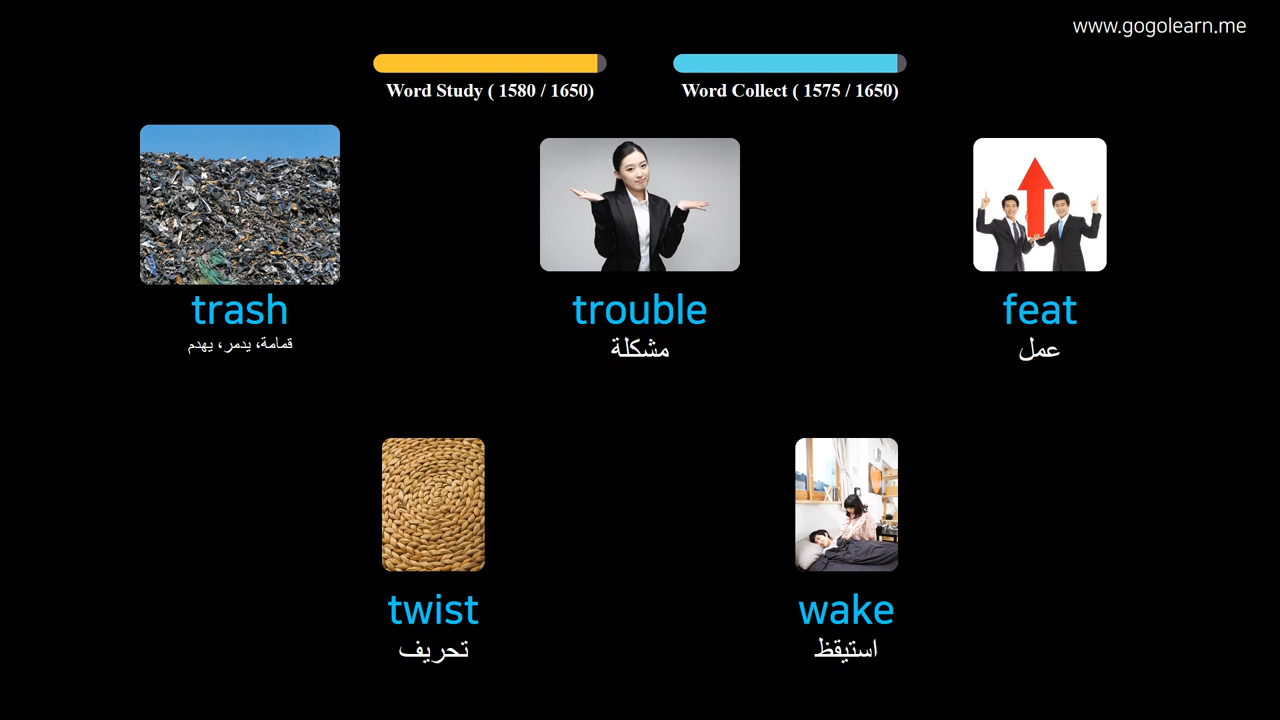 www.gogolearn.me
Word Study ( 1580 / 1650)
Word Collect ( 1575 / 1650)
trash
قمامة، يدمر، يهدم
trouble
مشكلة
feat
عمل
twist
تحريف
wake
استيقظ